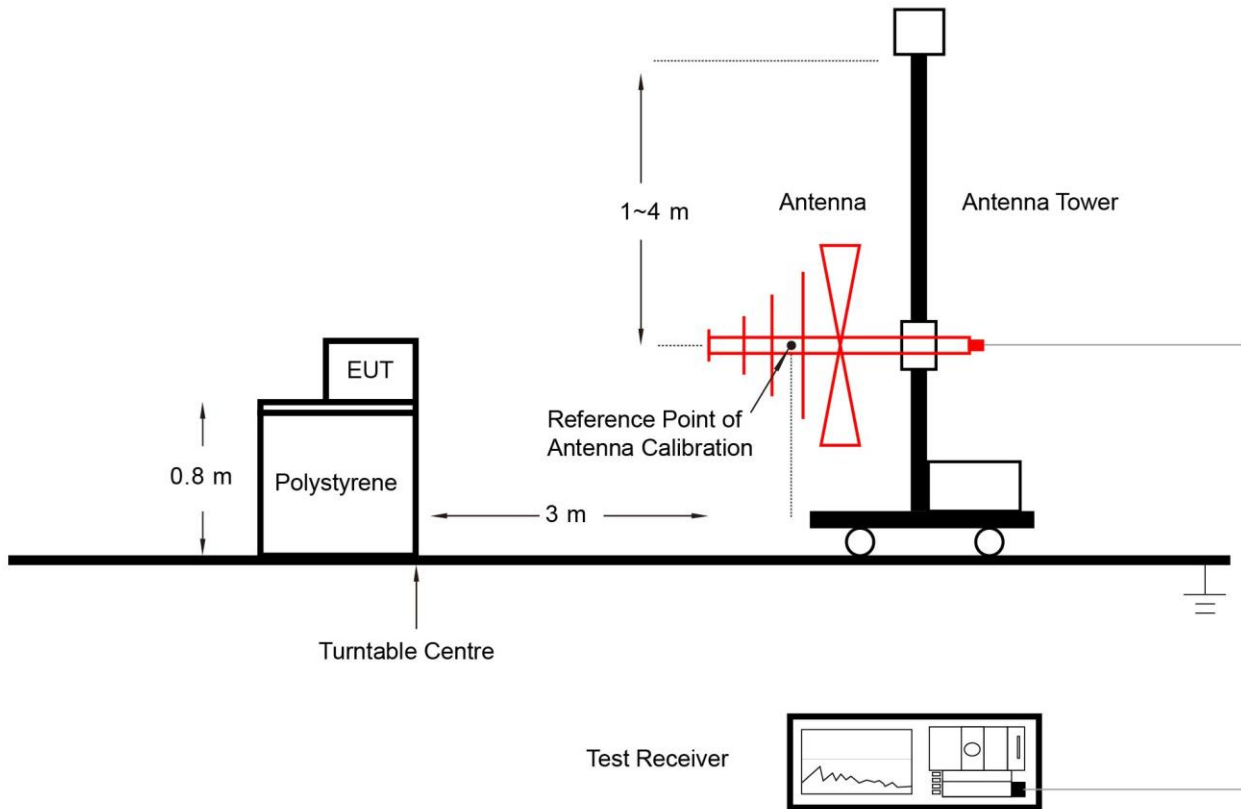 1~4 m
Antenna
Antenna Tower
EUT
Reference Point of
Antenna Calibration
0.8 m
Polystyrene
3 m
Turntable Centre
Test Receiver